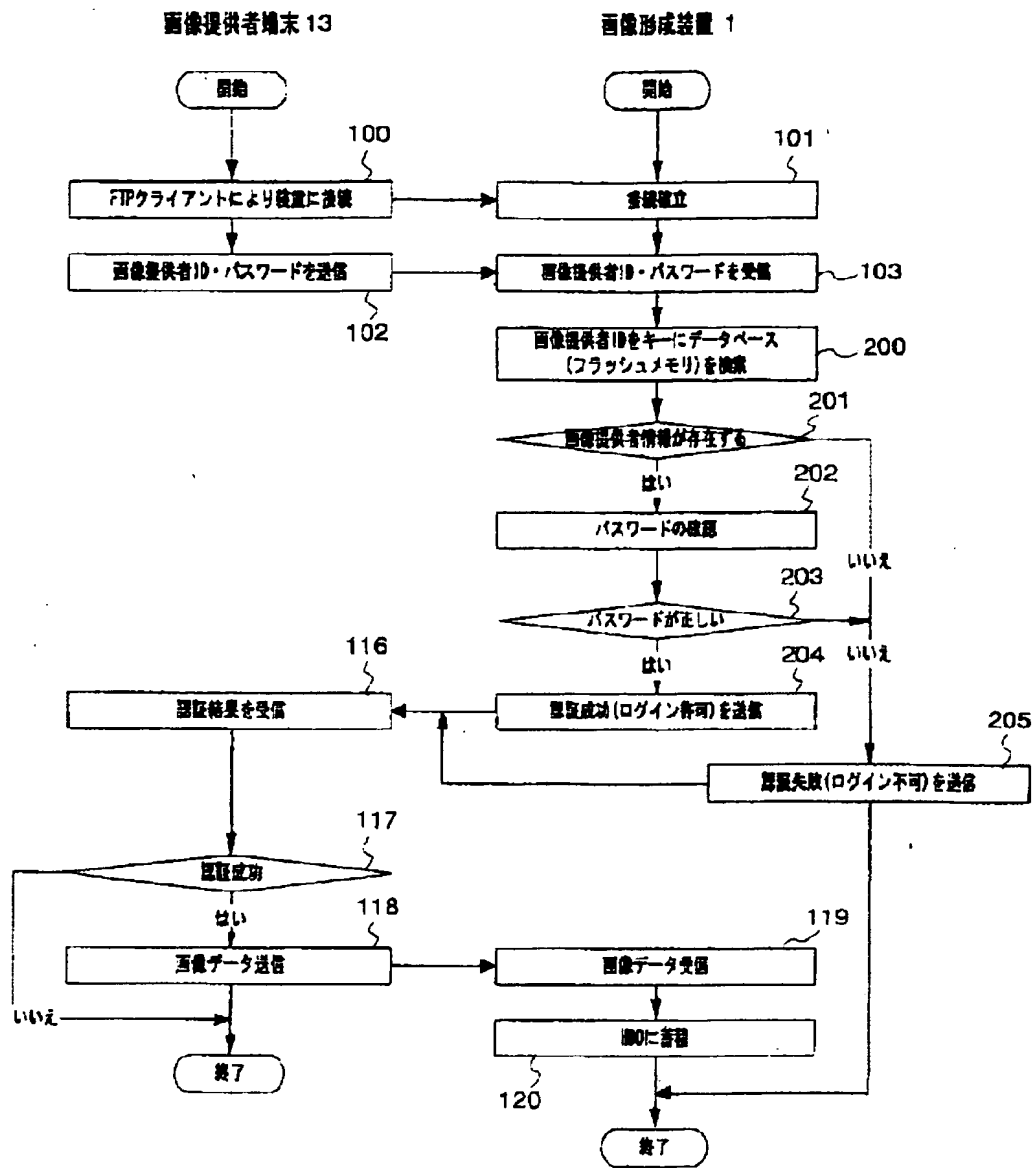 画像提供者端末 13
画像形成装置 1
開始
開始
100
101
FTPクライアントにより装置に接続
接続確立
画像提供者ID・パスワードを送信
画像提供者ID・パスワードを受信
102
103
画像提供者IDをキーにデータベース
(フラッシュメモリ)を検索
200
201
画像提供者情報が存在する
はい
202
パスワードの確認
いいえ
203
パスワードが正しい
いいえ
はい
204
116
認証結果を受信
認証成功(ログイン許可)を送信
205
認証失敗(ログイン不可)を送信
117
認証成功
はい
118
119
画像データ送信
画像データ受信
いいえ
HDDに蓄積
終了
120
終了